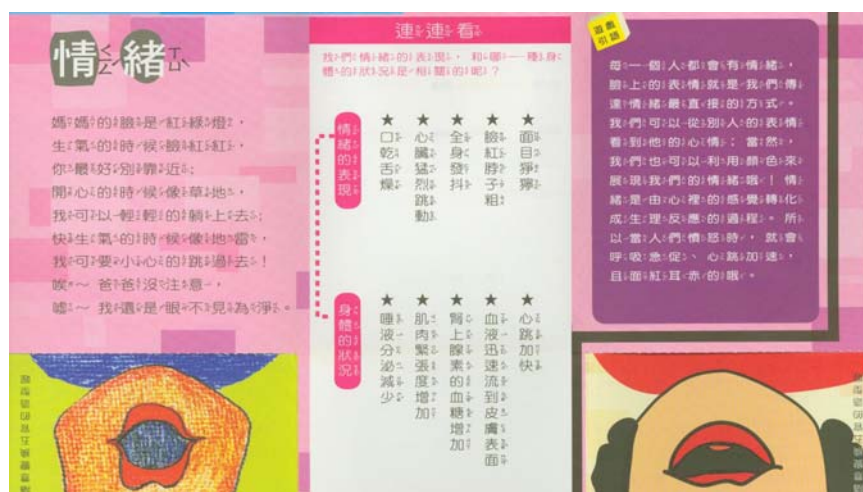 情緒
媽媽的臉是紅綠燈，
生氣的時候臉紅紅，
你最好別靠近；
開心的時候像草地，
我可以輕輕的躺上去；
快生氣的時候像地雷，
我可要小心的跳過去！
唉～ 爸爸沒注意，
噓～ 我還是眼不見為淨。
連連看
我們情緒的表現，和哪一種身
體的狀況是相關的呢？
情緒的表現
★ 口乾舌燥
★ 心臟猛烈跳動
★ 全身發抖
★ 臉紅脖子粗
★ 面目猙獰
身體的狀況
★ 唾液分泌減少
★ 肌肉緊張度增加
★ 腎上腺素的血糖增加
★ 血液迅速流到皮膚表面
★ 心跳加快
遊戲
引語
每一個人都會有情緒，
臉上的表情就是我們傳
達情緒最直接的方式。
我們可以從別人的表情
看到他的心情；當然，
我們也可以利用顏色來
展現我們的情緒哦！情
緒是由心裡的感覺轉化
成生理反應的過程。所
以當人們憤怒時，就會
呼吸急促、心跳加速，
且面紅耳赤的哦。